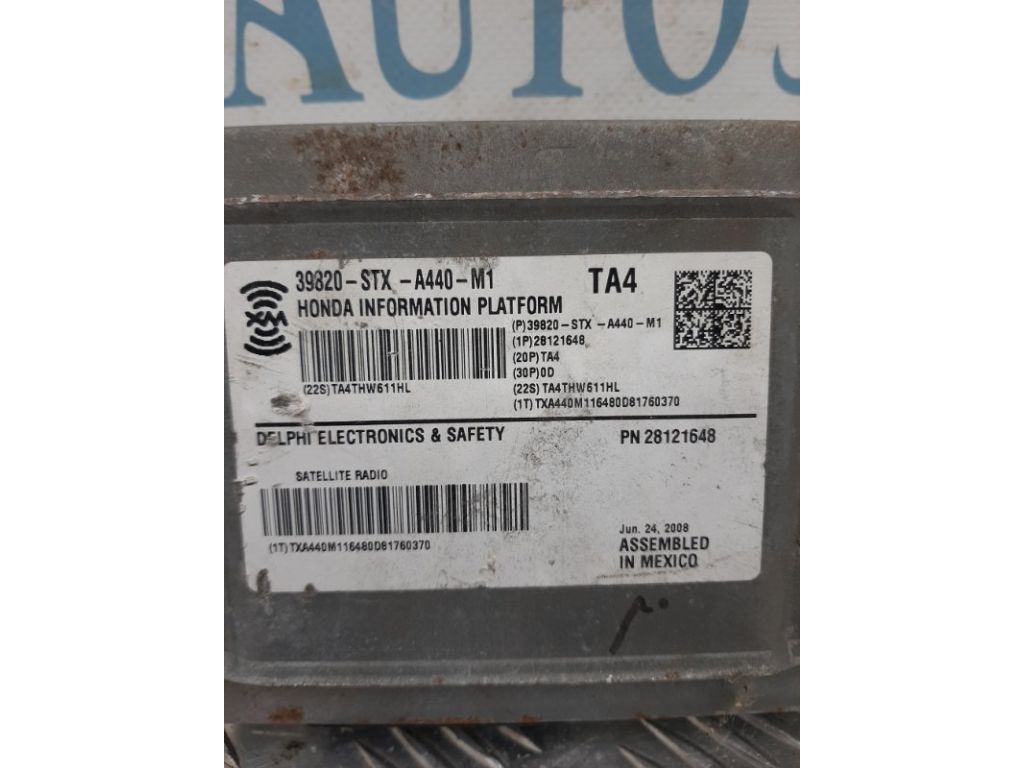 AUTOS
39820-STX-A440-M1
TA4
XM
HONDA INFORMATION PLATFORM
(P)39820-STX-A440-M1
(1P)28121648
(20P)TA4
(30P)0D
(22S)TA4THW611HL
(22S)TA4THW611HL
(1T)TXA440M116480D81760370
DELPHI ELECTRONICS & SAFETY
PN 28121648
SATELLITE RADIO
(1T)TXA440M116480D81760370
Jun. 24, 2008
ASSEMBLED
IN MEXICO